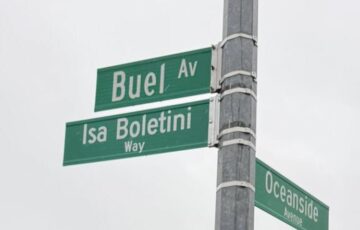 Buel Av
Isa Boletini
Way
Oceanside
Avenue